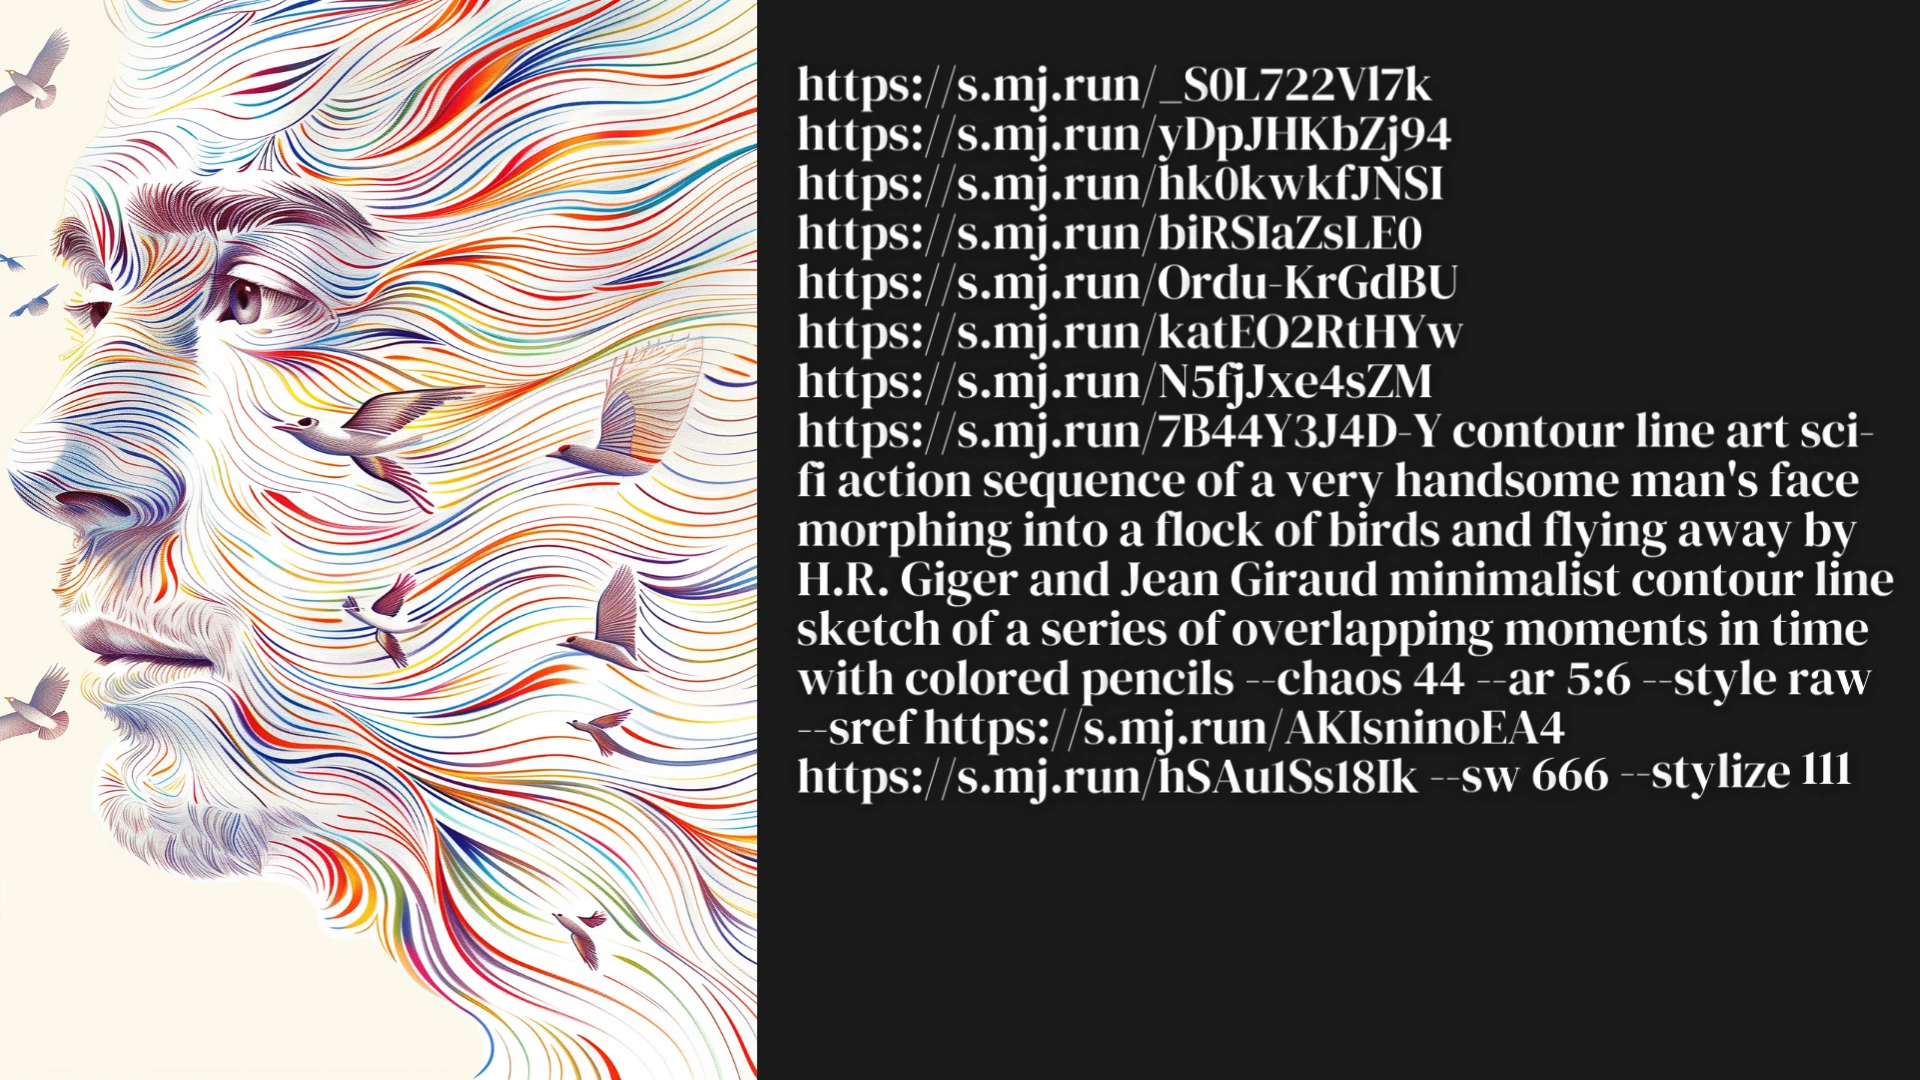 https://s.mj.run/_S0L722Vl7k
https://s.mj.run/yDpJHKbZj94
https://s.mj.run/hk0kwkfJNSI
https://s.mj.run/biRSIaZsLE0
https://s.mj.run/Ordu-KrGdBU
https://s.mj.run/katEO2RtHYw
https://s.mj.run/N5fjJxe4sZM
https://s.mj.run/7B44Y3J4D-Y contour line art sci-
fi action sequence of a very handsome man's face
morphing into a flock of birds and flying away by
H.R. Giger and Jean Giraud minimalist contour line
sketch of a series of overlapping moments in time
with colored pencils --chaos 44 --ar 5:6 --style raw
--sref https://s.mj.run/AKIsninoEA4
https://s.mj.run/hSAu1Ss18Ik --sw 666 --stylize 111